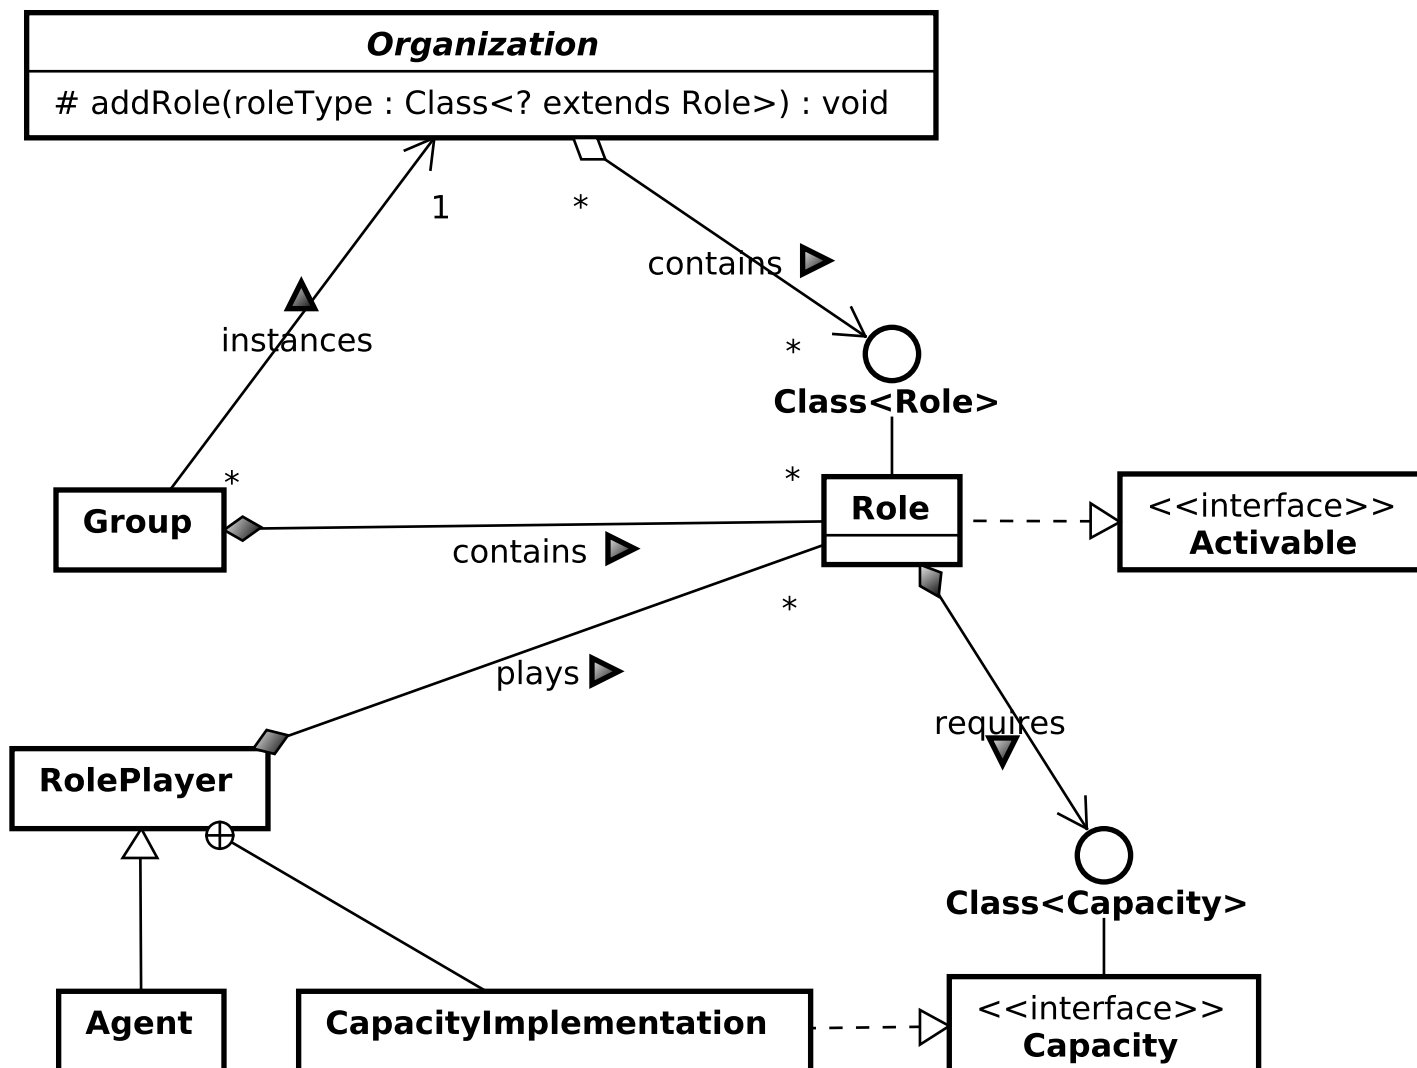 Organization
# addRole(roleType : Class<? extends Role>) : void
1
*
contains
instances
*
Class<Role>
*
*
Group
Role
<<interface>>
Activable
contains
*
plays
requires
RolePlayer
Class<Capacity>
Agent
CapacityImplementation
<<interface>>
Capacity